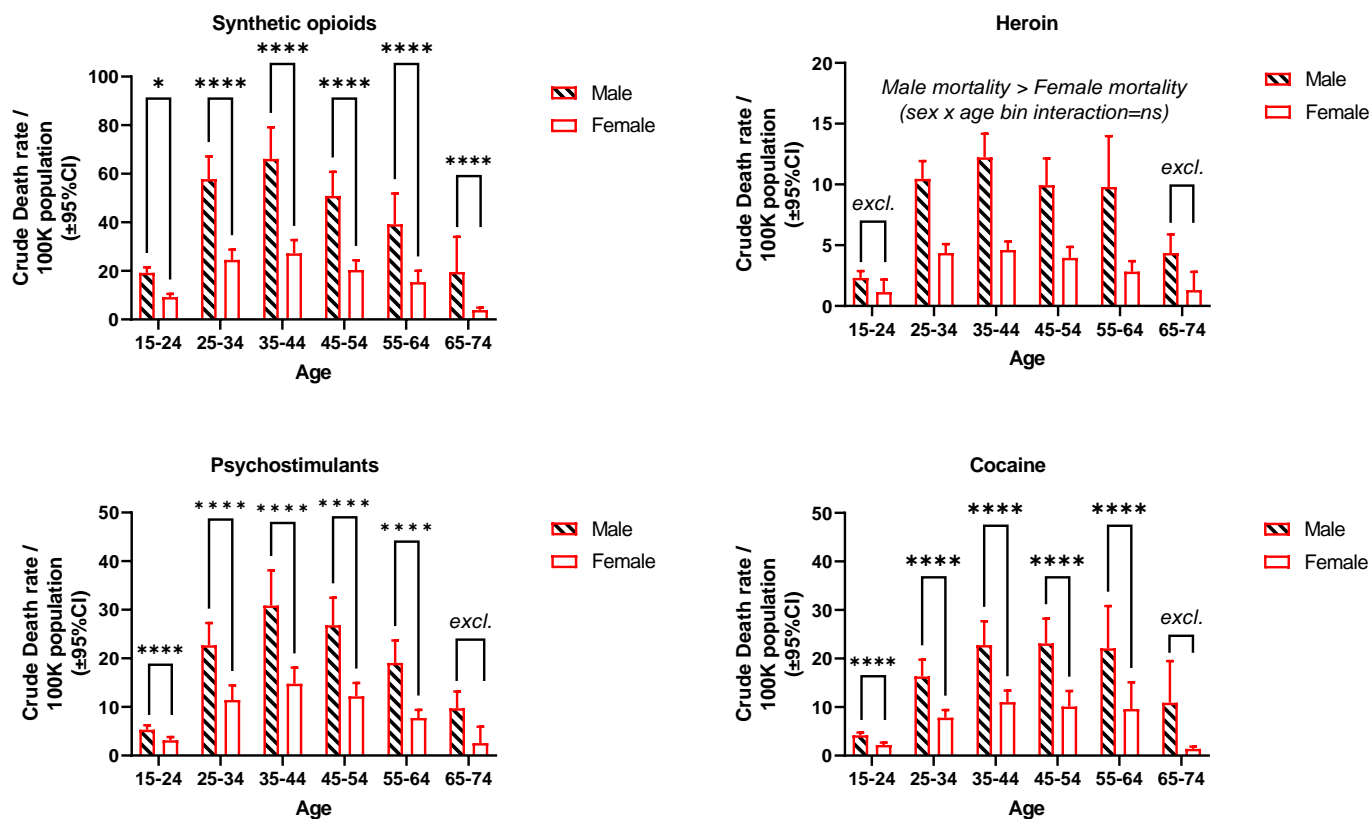 Synthetic opioids
Crude Death rate /
100K population
(±95%CI)
100
80
60
40
20
0
*
****
****
****
****
****
15-24 25-34 35-44 45-54 55-64 65-74
Age
Male
Female
Heroin
Crude Death rate /
100K population
(±95%CI)
20
15
10
5
0
Male mortality > Female mortality
(sex x age bin interaction=ns)
excl.
excl.
15-24 25-34 35-44 45-54 55-64 65-74
Age
Male
Female
Psychostimulants
Crude Death rate /
100K population
(±95%CI)
50
40
30
20
10
0
****
****
****
****
****
excl.
15-24 25-34 35-44 45-54 55-64 65-74
Age
Male
Female
Cocaine
Crude Death rate /
100K population
(±95%CI)
50
40
30
20
10
0
****
****
****
****
****
excl.
15-24 25-34 35-44 45-54 55-64 65-74
Age
Male
Female